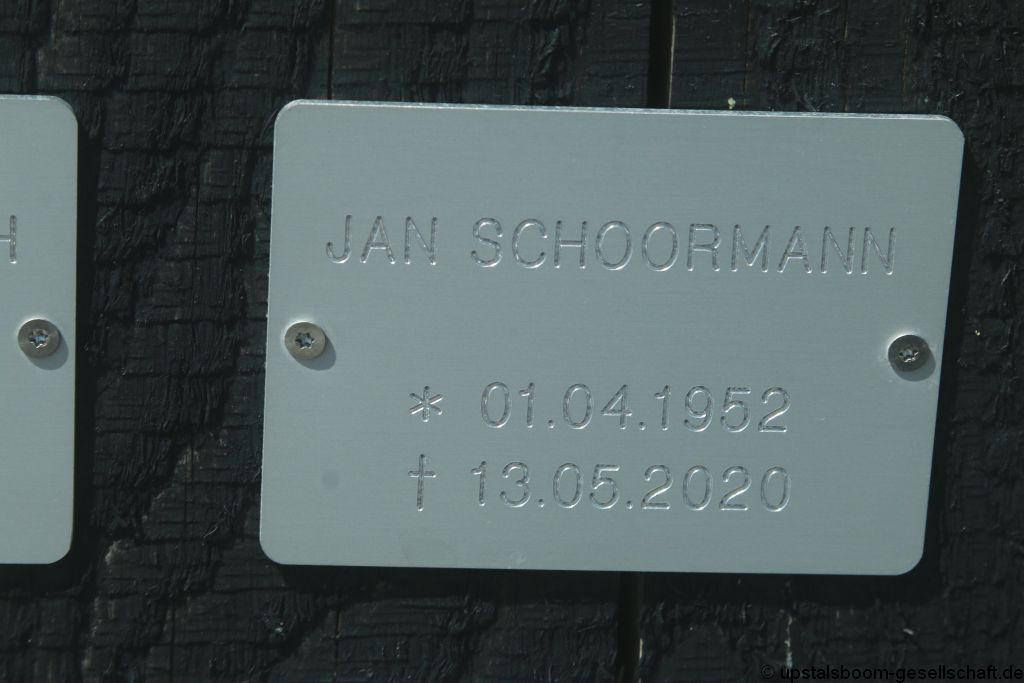 H
JAN SCHOORMANN
* 01.04.1952
† 13.05.2020
© upstalsboom-gesellschaft.de